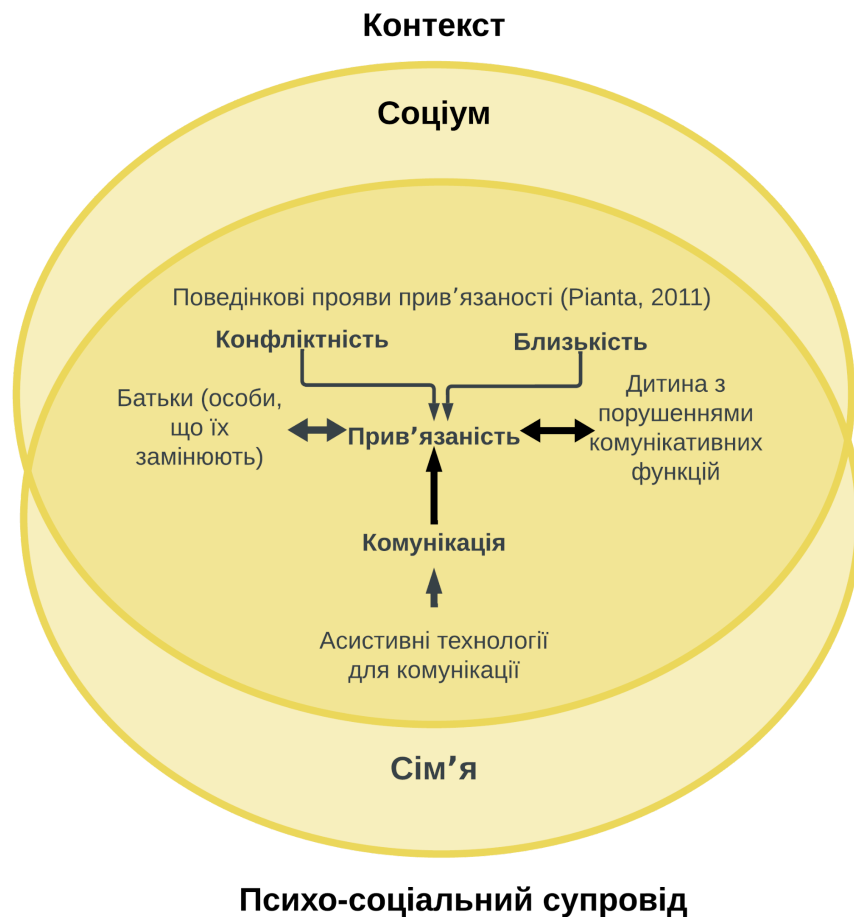 Контекст
Соціум
Поведінкові прояви прив’язаності (Pianta, 2011)
Конфліктність
Близькість
Батьки (особи,
що їх
замінюють)
Прив’язаність
Дитина з
порушеннями
комунікативних
функцій
Комунікація
Асистивні технології
для комунікації
Сім’я
Психо-соціальний супровід